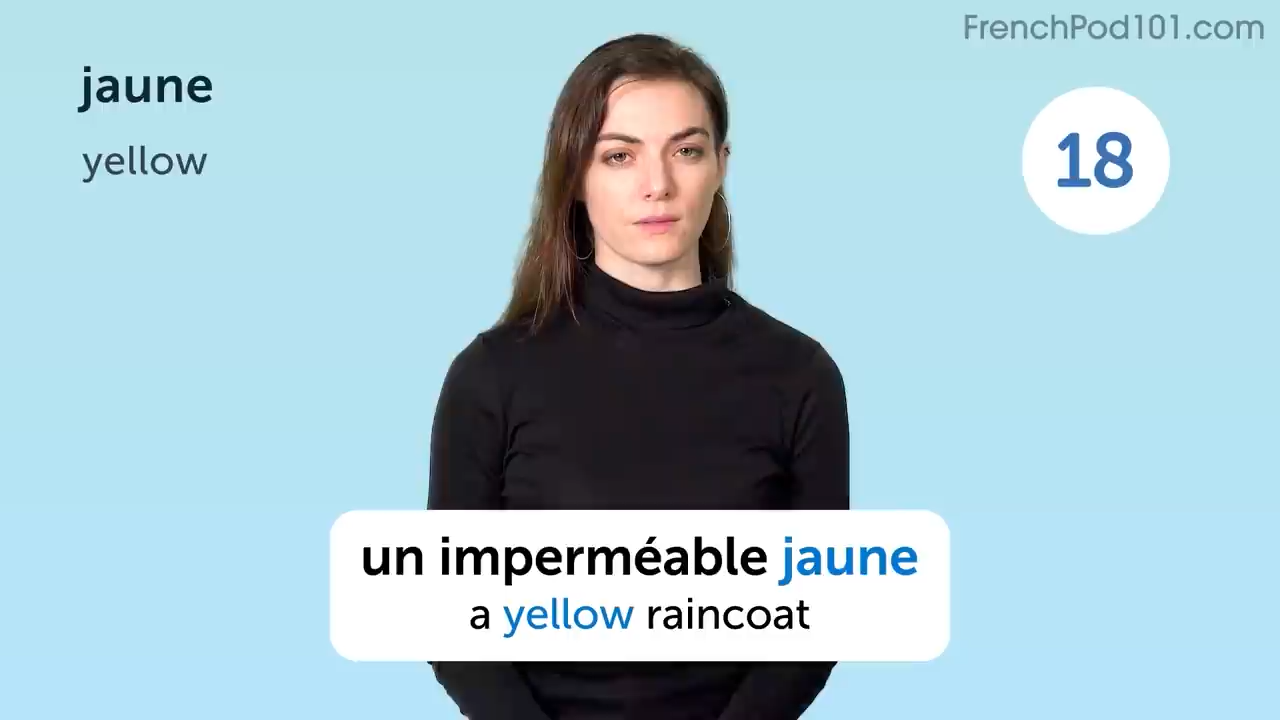 FrenchPod101.com
jaune
yellow
18
un imperméable jaune
a yellow raincoat